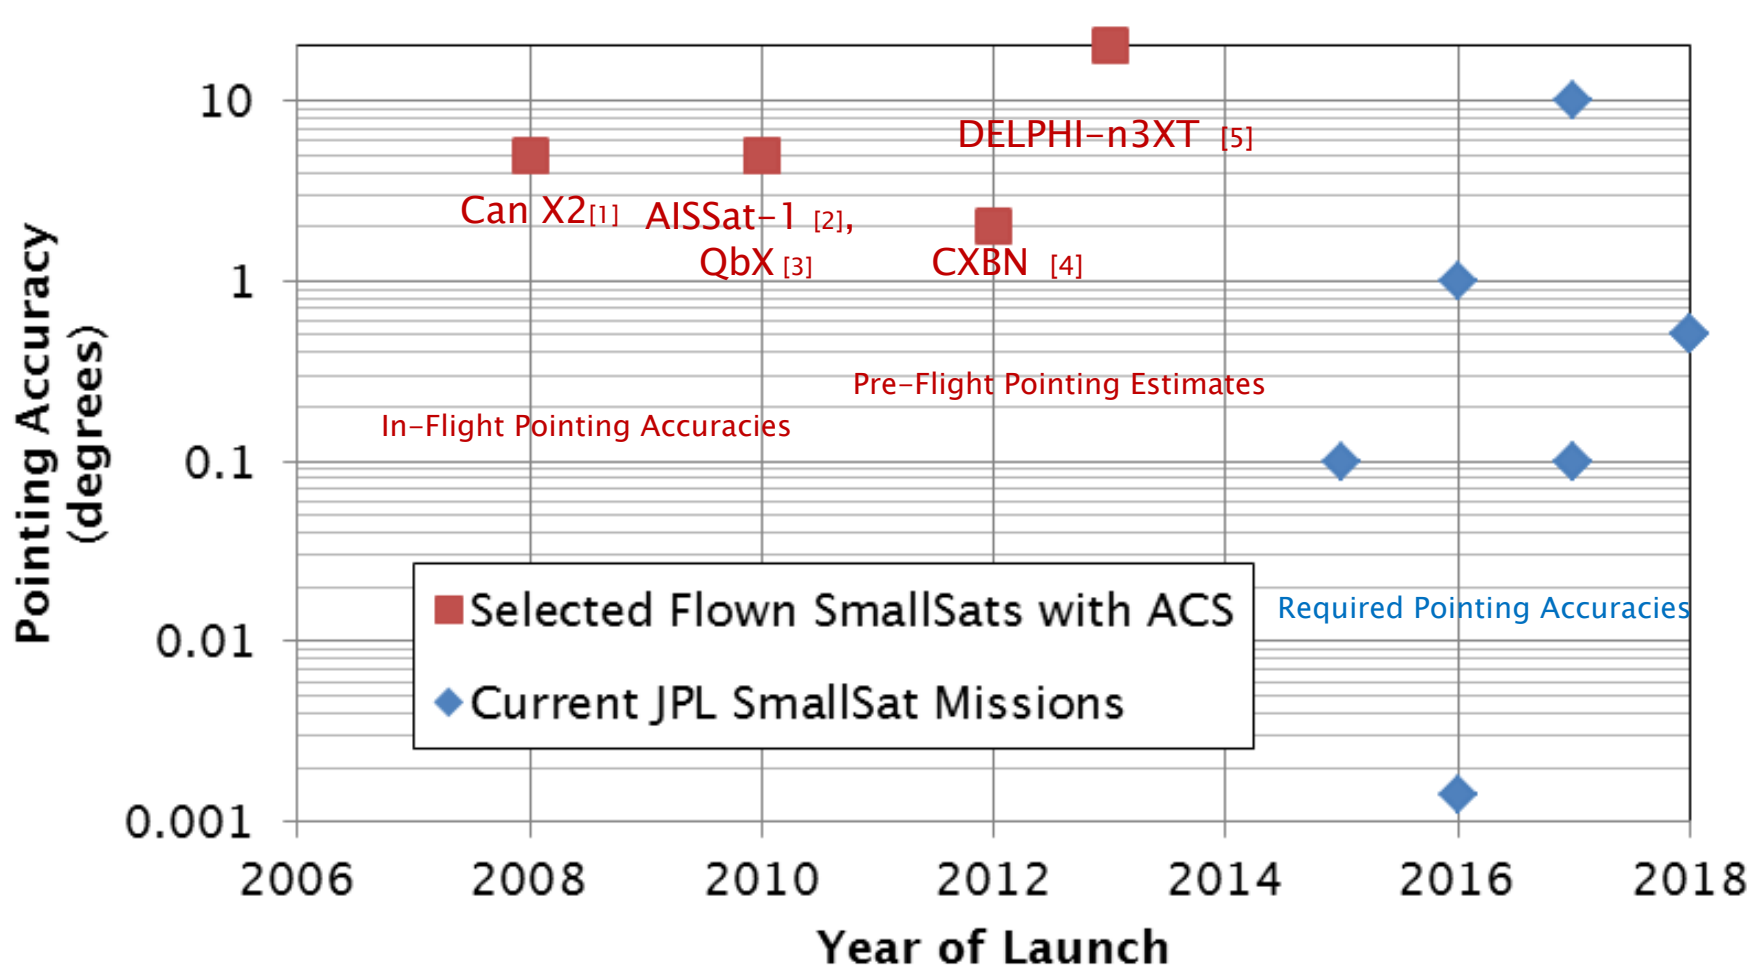 10
1
0.1
0.01
0.001
Pointing Accuracy
(degrees)
DELPHI-n3XT [5]
Can X2[1]
AISSat-1 [2],
QbX [3]
CXBN [4]
Pre-Flight Pointing Estimates
In-Flight Pointing Accuracies
Required Pointing Accuracies
Selected Flown SmallSats with ACS
Current JPL SmallSat Missions
2006 2008 2010 2012 2014 2016 2018
Year of Launch